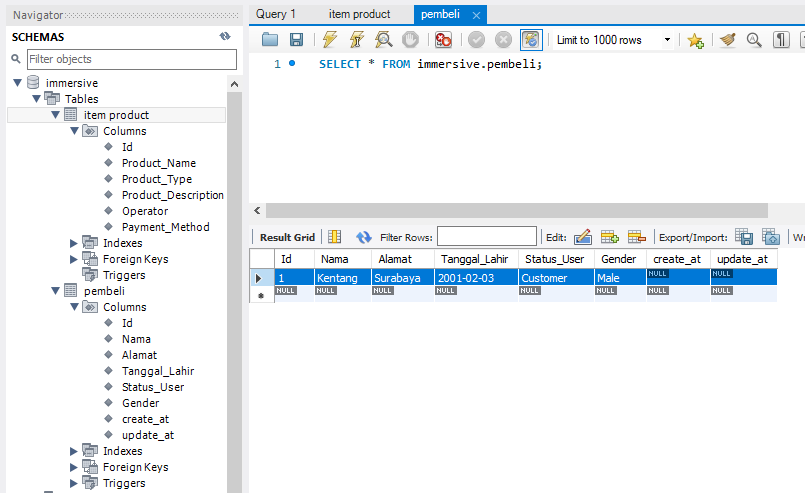 Navigator
SCHEMAS
Filter objects
immersive
Tables
item product
Columns
Id
Product_Name
Product_Type
Product_Description
Operator
Payment_Method
Indexes
Foreign Keys
Triggers
pembeli
Columns
Id
Nama
Alamat
Tanggal_Lahir
Status_User
Gender
create_at
update_at
Indexes
Foreign Keys
Triggers
Query 1 item product pembeli
Limit to 1000 rows
1 SELECT * FROM immersive.pembeli;
Result Grid Filter Rows: Edit: Export/Import:
Id Nama Alamat Tanggal_Lahir Status_User Gender create_at update_at
1 Kentang Surabaya 2001-02-03 Customer Male NULL NULL
NULL NULL NULL NULL NULL NULL NULL NULL